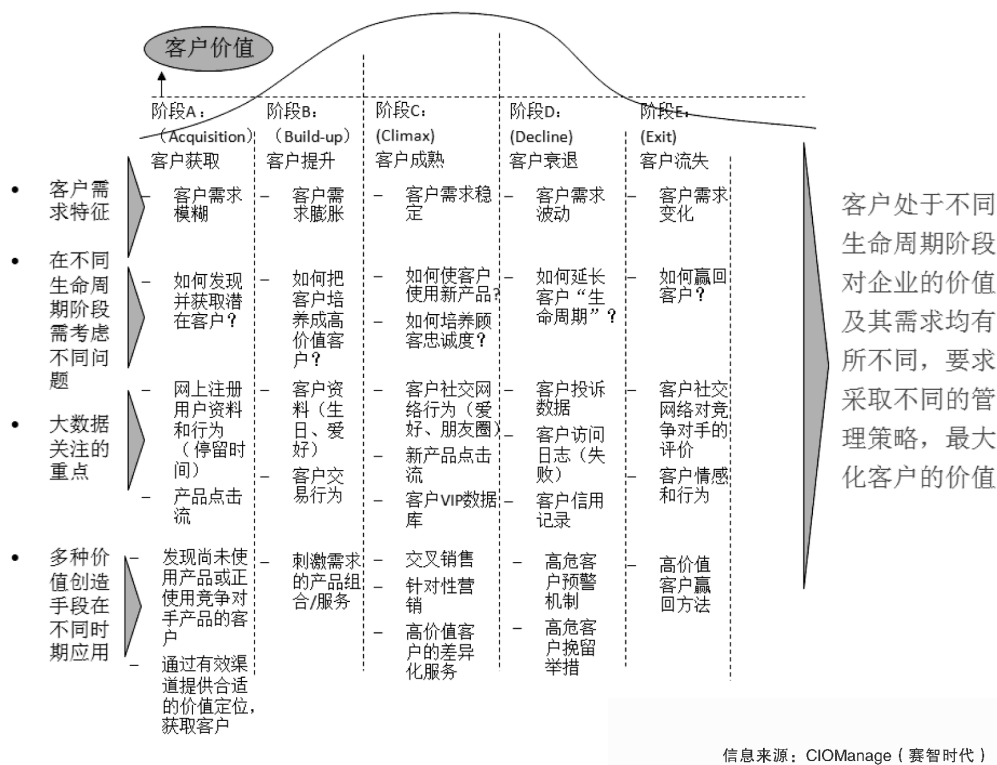 客户价值
阶段A：
（Acquisition）
客户获取
阶段B：
（Build-up）
客户提升
阶段C：
(Climax)
客户成熟
阶段D：
(Decline)
客户衰退
阶段E：
(Exit)
客户流失
• 客户需
求特征
– 客户需求
模糊
– 客户需
求膨胀
– 客户需求稳
定
– 客户需求
波动
– 客户需求
变化
• 在不同
生命周
期阶段
需考虑
不同问
题
– 如何发现
并获取潜
在客户？
– 如何把
客户培
养成高
价值客
户？
– 如何使客户
使用新产品？
– 如何培养顾
客忠诚度？
– 如何延长
客户“生
命周期”？
– 如何赢回
客户？
• 大数据
关注的
重点
– 网上注册
用户资料
和行为
（停留时
间）
– 产品点击
流
– 客户资
料（生
日、爱
好）
– 客户交
易行为
– 客户社交网
络行为（爱
好、朋友圈）
– 新产品点击
流
– 客户VIP数据
库
– 客户投诉
数据
– 客户访问
日志（失
败）
– 客户信用
记录
– 客户社交
网络对竞
争对手的
评价
– 客户情感
和行为
• 多种价
值创造
手段在
不同时
期应用
– 发现尚未使
用产品或正
使用竞争对
手产品的客
户
– 通过有效渠
道提供合适
的价值定位，
获取客户
– 刺激需求
的产品组
合/服务
– 交叉销售
– 针对性营
销
– 高价值客
户的差异
化服务
– 高危客
户预警
机制
– 高危客
户挽留
举措
– 高价值
客户赢
回方法
客户处于不同
生命周期阶段
对企业的价值
及其需求均有
所不同，要求
采取不同的管
理策略，最大
化客户的价值
信息来源：CIOManage（赛智时代）